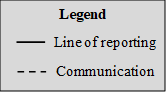 Legend
Line of reporting
Communication